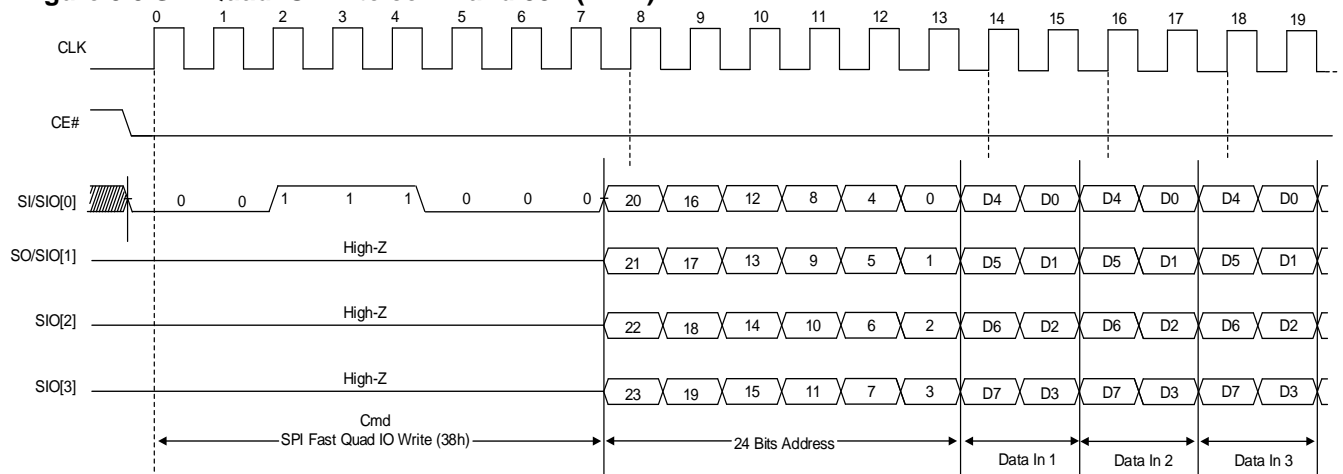 0 1 2 3 4 5 6 7 8 9 10 11 12 13 14 15 16 17 18 19
CLK
CE#
SI/SIO[0] 0 0 1 1 1 0 0 0 20 16 12 8 4 0 D4 D0 D4 D0 D4 D0
SO/SIO[1] High-Z 21 17 13 9 5 1 D5 D1 D5 D1 D5 D1
SIO[2] High-Z 22 18 14 10 6 2 D6 D2 D6 D2 D6 D2
SIO[3] High-Z 23 19 15 11 7 3 D7 D3 D7 D3 D7 D3
Cmd
SPI Fast Quad IO Write (38h) 24 Bits Address Data In 1 Data In 2 Data In 3